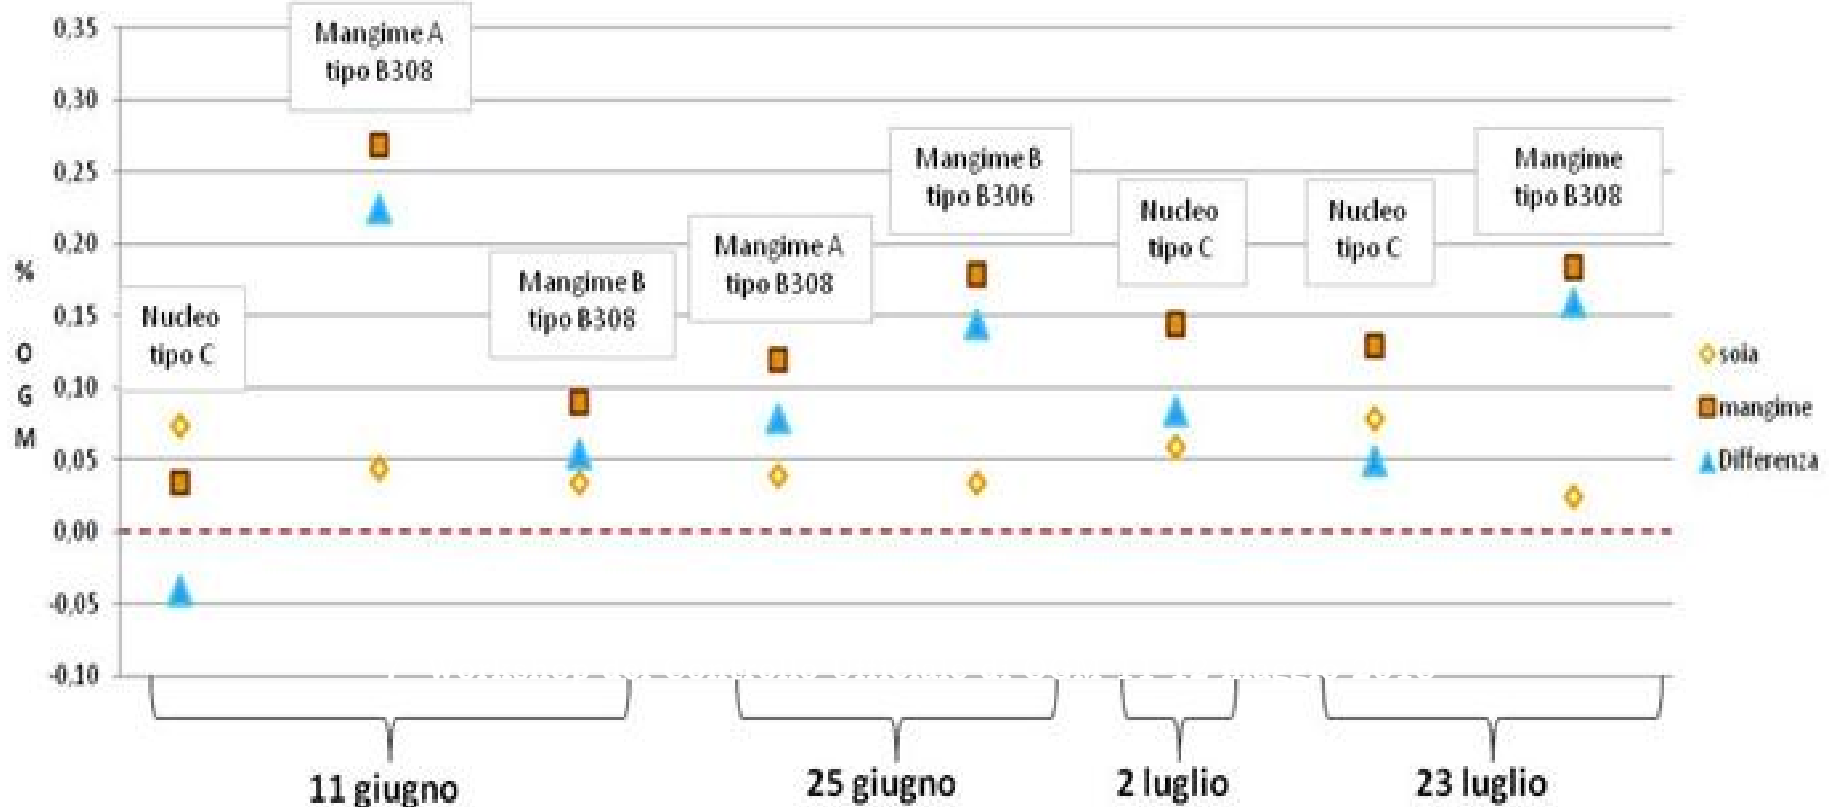 0,35
0,30
0,25
0,20
0,15
0,10
0,05
0,00
-0,05
-0,10
%
O
G
M
Nucleo
tipo C
Mangime A
tipo B308
Mangime B
tipo B308
Mangime A
tipo B308
Mangime B
tipo B306
Nucleo
tipo C
Nucleo
tipo C
Mangime
tipo B308
soia
mangime
Differenza
11 giugno
25 giugno
2 luglio
23 luglio